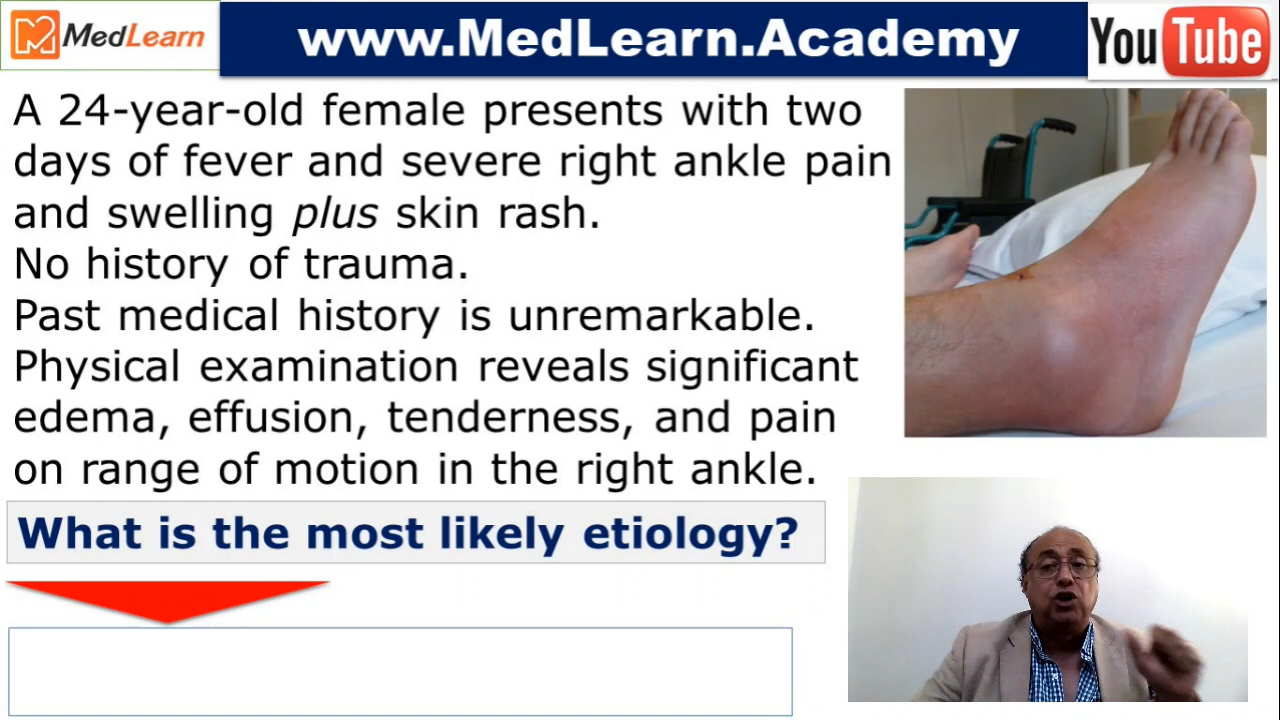 MedLearn
www.MedLearn.Academy
YouTube
A 24-year-old female presents with two
days of fever and severe right ankle pain
and swelling plus skin rash.
No history of trauma.
Past medical history is unremarkable.
Physical examination reveals significant
edema, effusion, tenderness, and pain
on range of motion in the right ankle.
What is the most likely etiology?